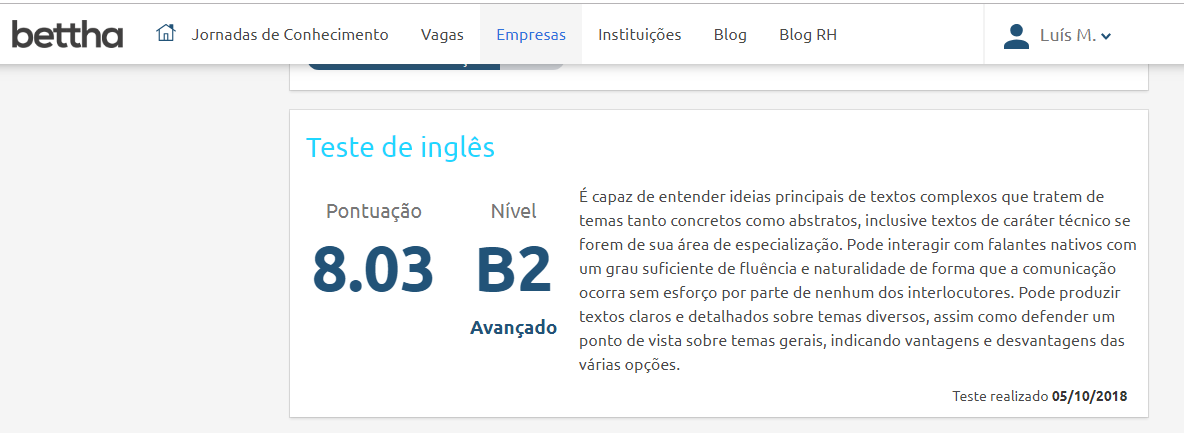 bettha
Jornadas de Conhecimento
Vagas
Empresas
Instituições
Blog
Blog RH
Luís M.
Teste de inglês
Pontuação
8.03
Nível
B2
Avançado
É capaz de entender ideias principais de textos complexos que tratem de
temas tanto concretos como abstratos, inclusive textos de caráter técnico se
forem de sua área de especialização. Pode interagir com falantes nativos com
um grau suficiente de fluência e naturalidade de forma que a comunicação
ocorra sem esforço por parte de nenhum dos interlocutores. Pode produzir
textos claros e detalhados sobre temas diversos, assim como defender um
ponto de vista sobre temas gerais, indicando vantagens e desvantagens das
várias opções.
Teste realizado 05/10/2018